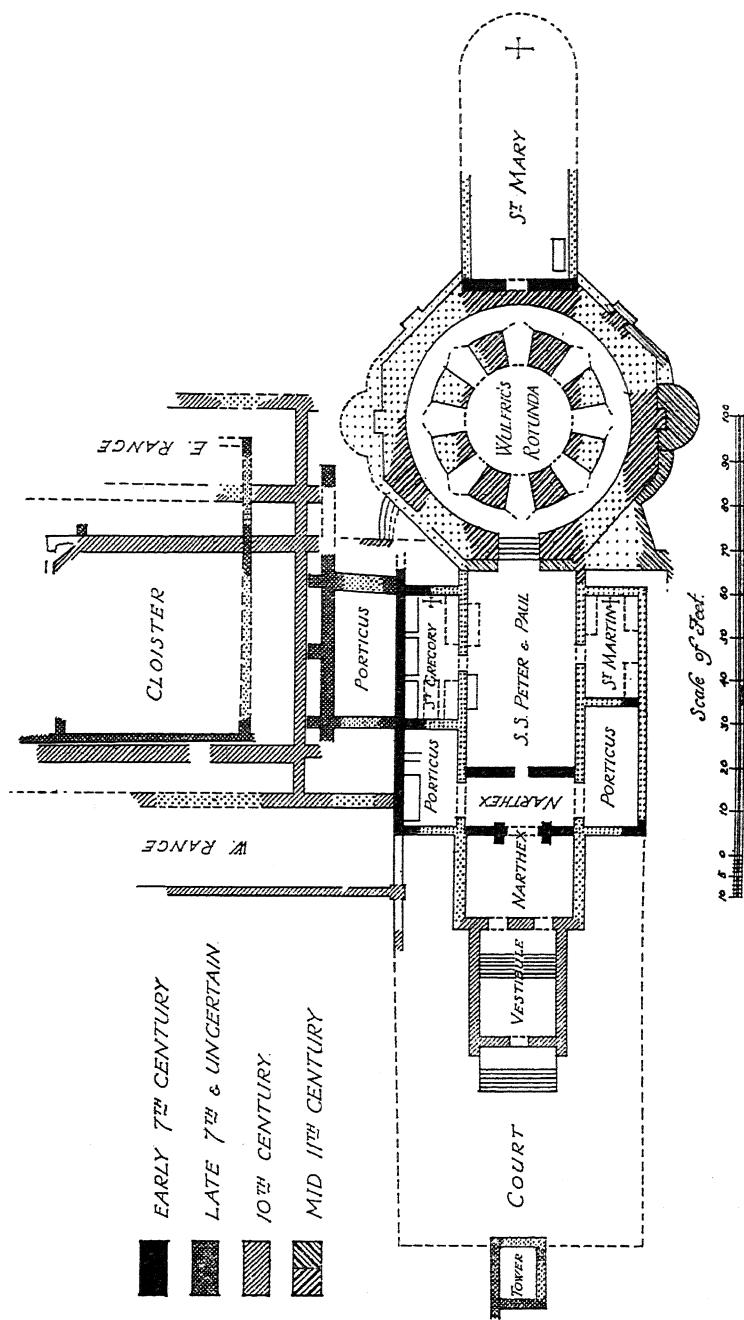 EARLY 7TH CENTURY
LATE 7TH & UNCERTAIN.
10TH CENTURY.
MID 11TH CENTURY
W. RANGE
CLOISTER
E. RANGE
PORTICUS
PORTICUS
ST GREGORY
TOWER
COURT
VESTIBULE
NARTHEX
NARTHEX
S.S. PETER & PAUL
WULFRIC'S
ROTUNDA
ST MARY
PORTICUS
ST MARTIN
10 5 0 10 20 30 40 50 60 70 80 90 100
Scale of Feet.